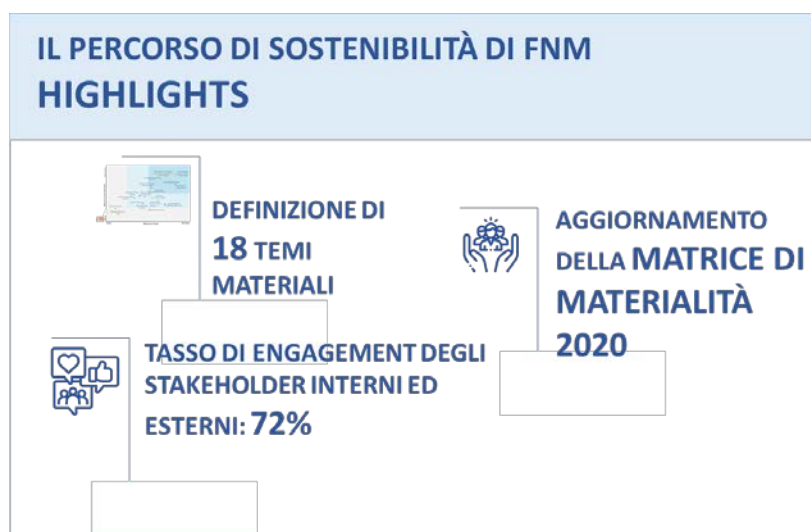 IL PERCORSO DI SOSTENIBILITÀ DI FNM
HIGHLIGHTS
DEFINIZIONE DI
18 TEMI
MATERIALI
AGGIORNAMENTO
DELLA MATRICE DI
MATERIALITÀ
2020
TASSO DI ENGAGEMENT DEGLI
STAKEHOLDER INTERNI ED
ESTERNI: 72%